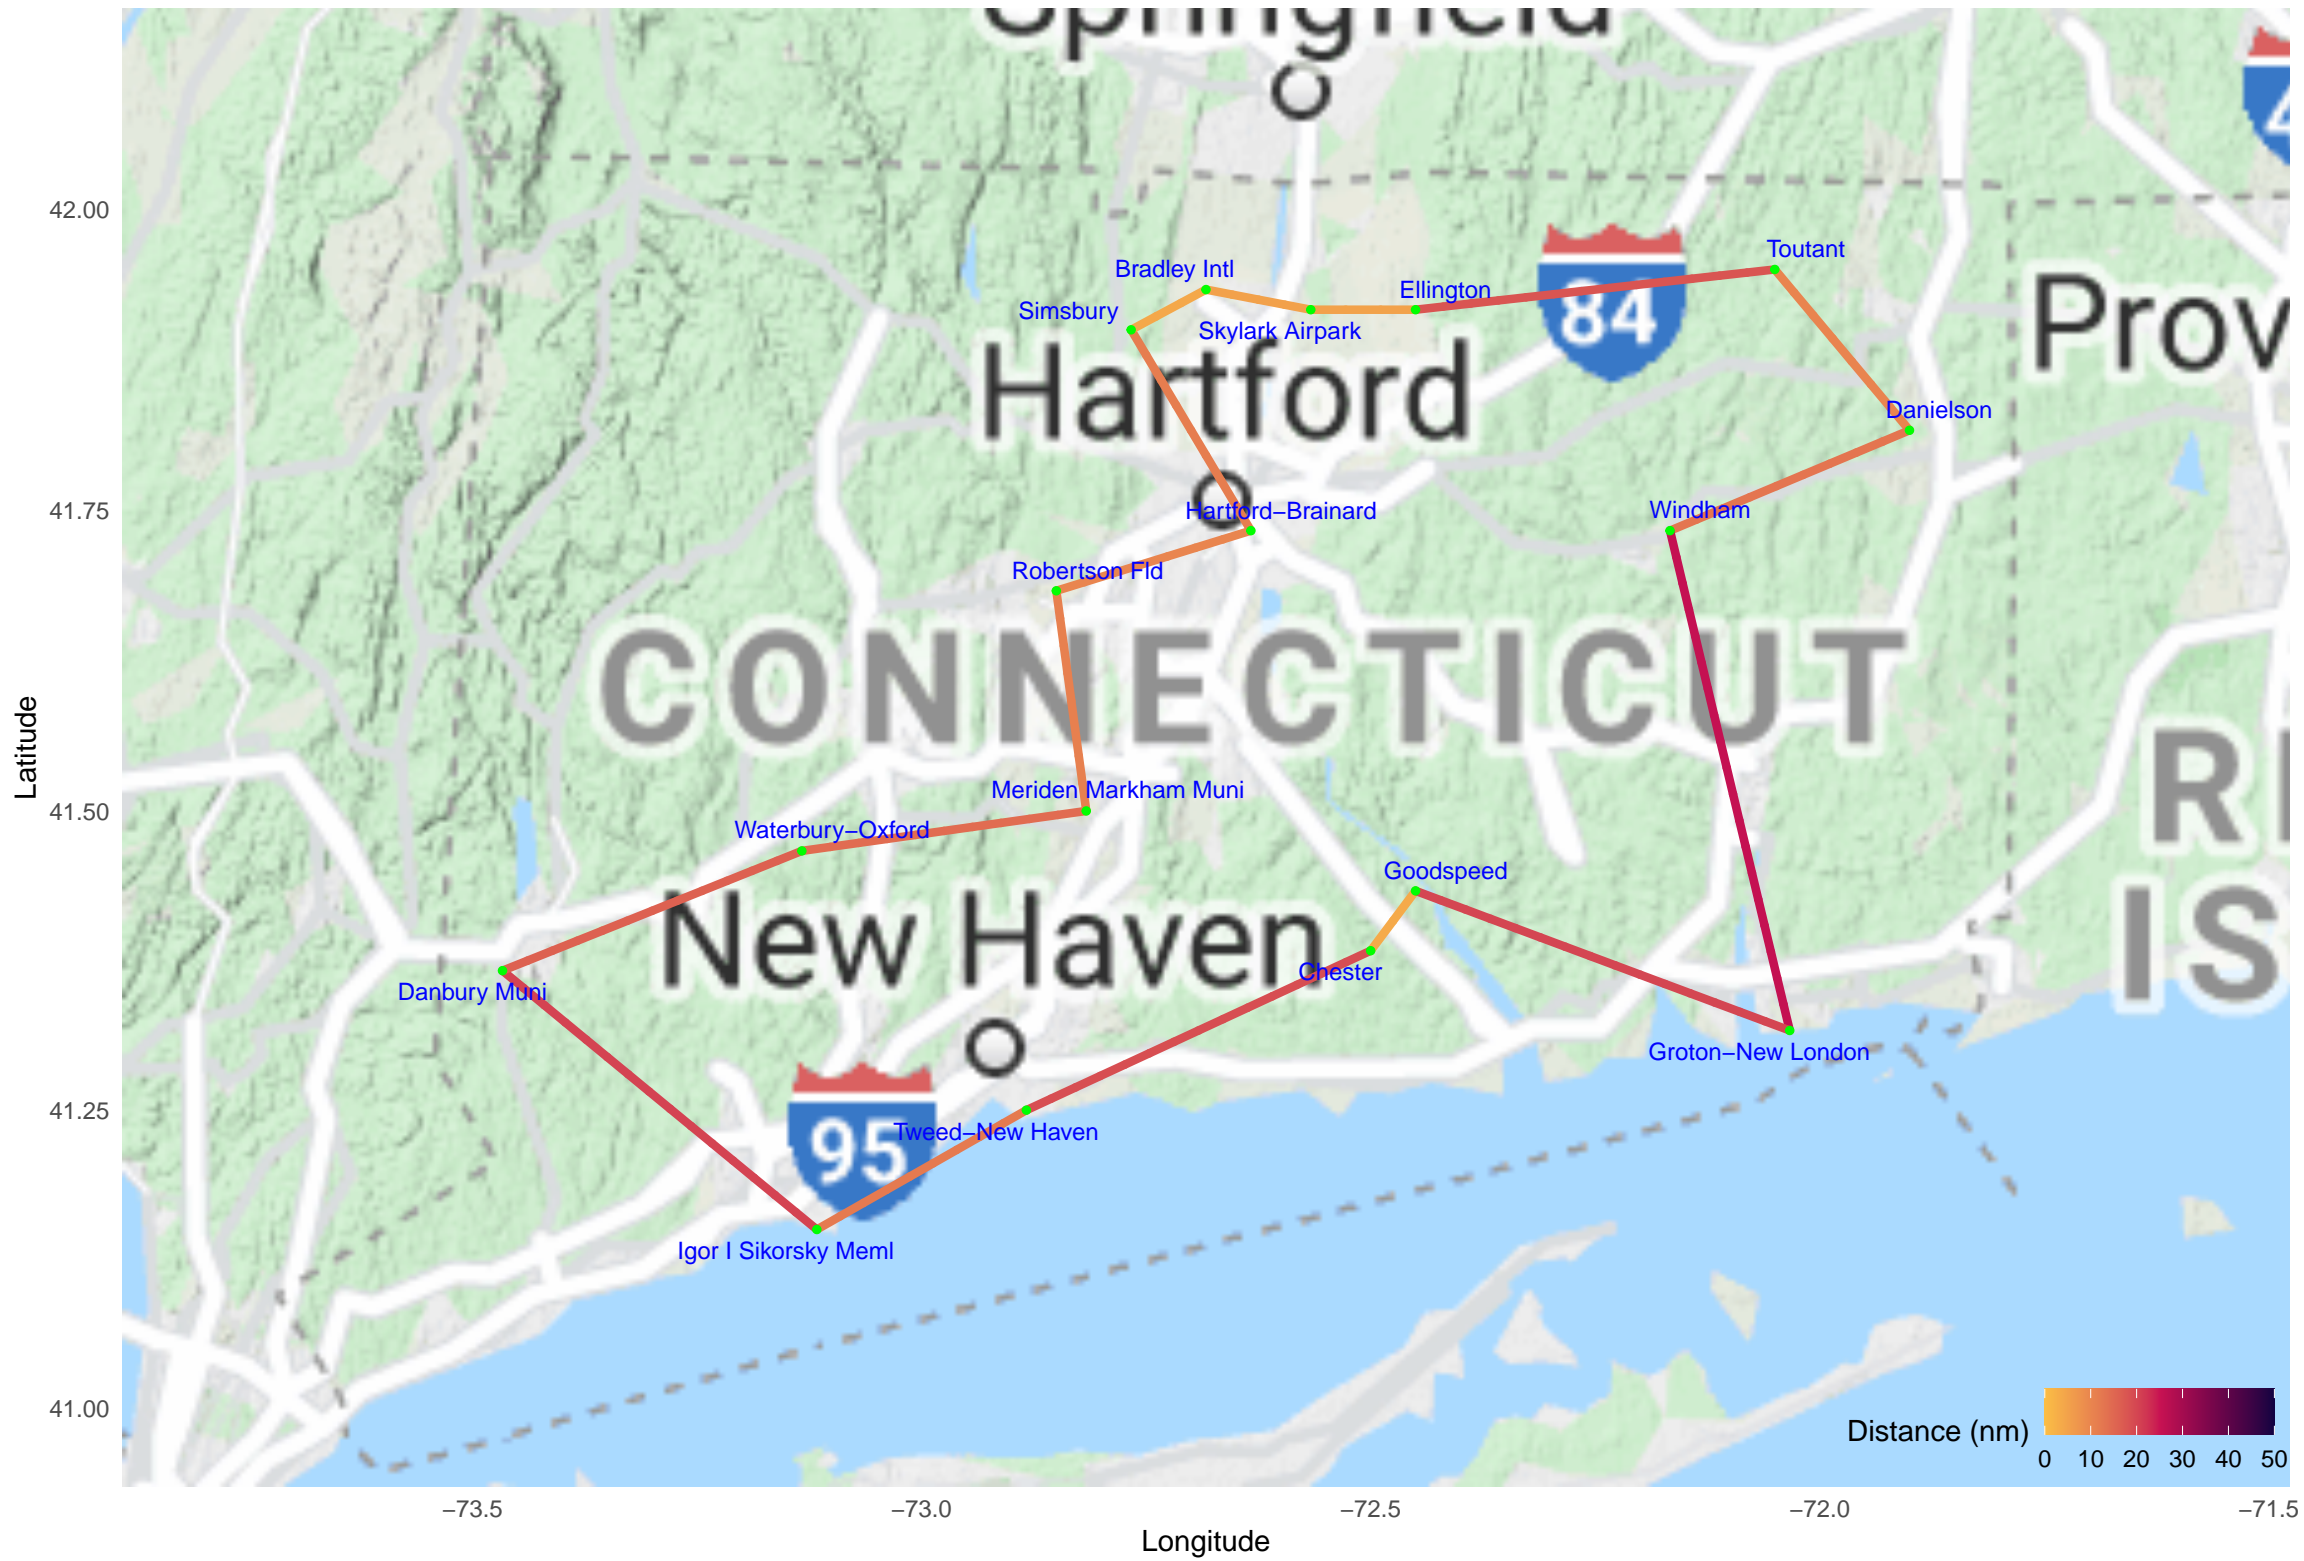 Springfield
42.00
Toutant
Bradley Intl
Ellington
Simsbury
84
Skylark Airpark
Prov
Hartford
Danielson
41.75
Hartford−Brainard
Windham
Robertson Fld
CONNECTICUT
Latitude
R
41.50
Meriden Markham Muni
Waterbury−Oxford
Goodspeed
New Haven
IS
Chester
Danbury Muni
Groton−New London
41.25
Tweed−New Haven
95
Igor I Sikorsky Meml
41.00
Distance (nm)
0 10 20 30 40 50
−73.5 −73.0 −72.5 −72.0 −71.5
Longitude